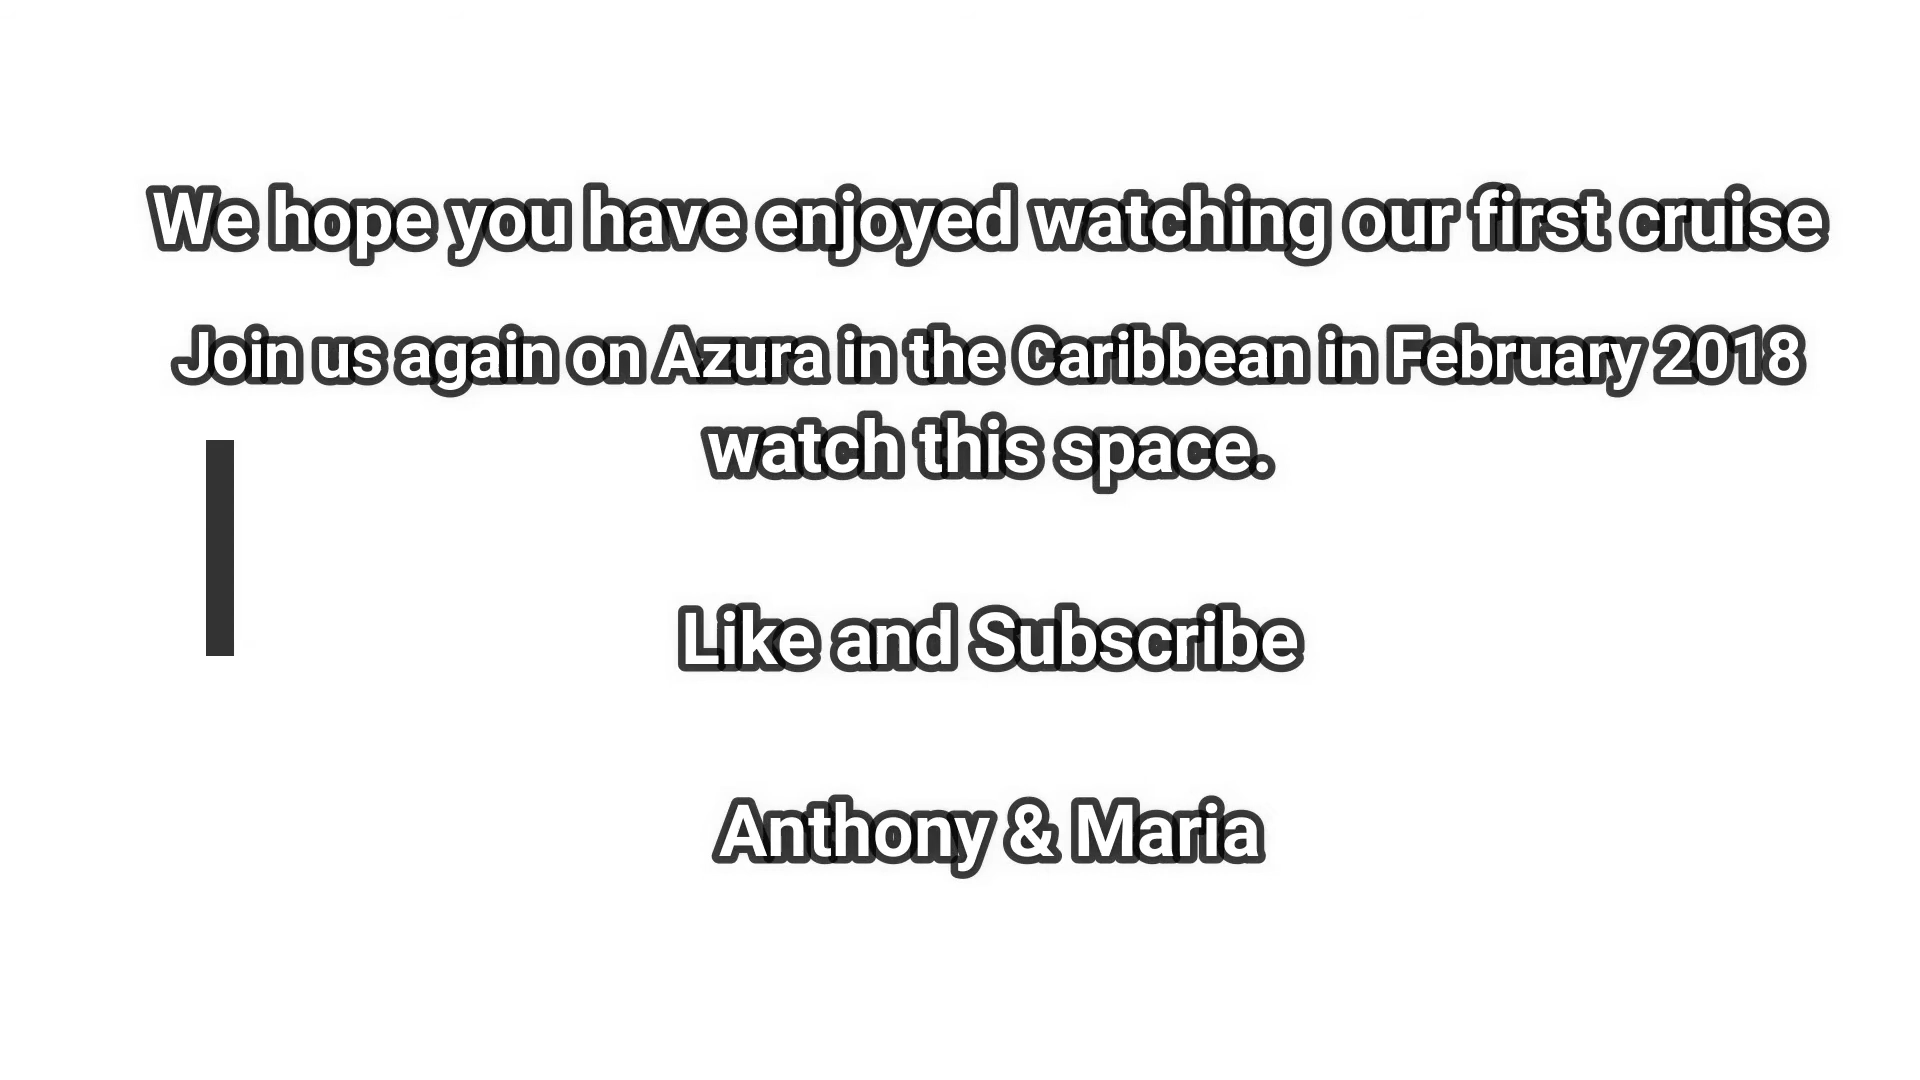 We hope you have enjoyed watching our first cruise
Join us again on Azura in the Caribbean in February 2018
watch this space.
Like and Subscribe
Anthony & Maria